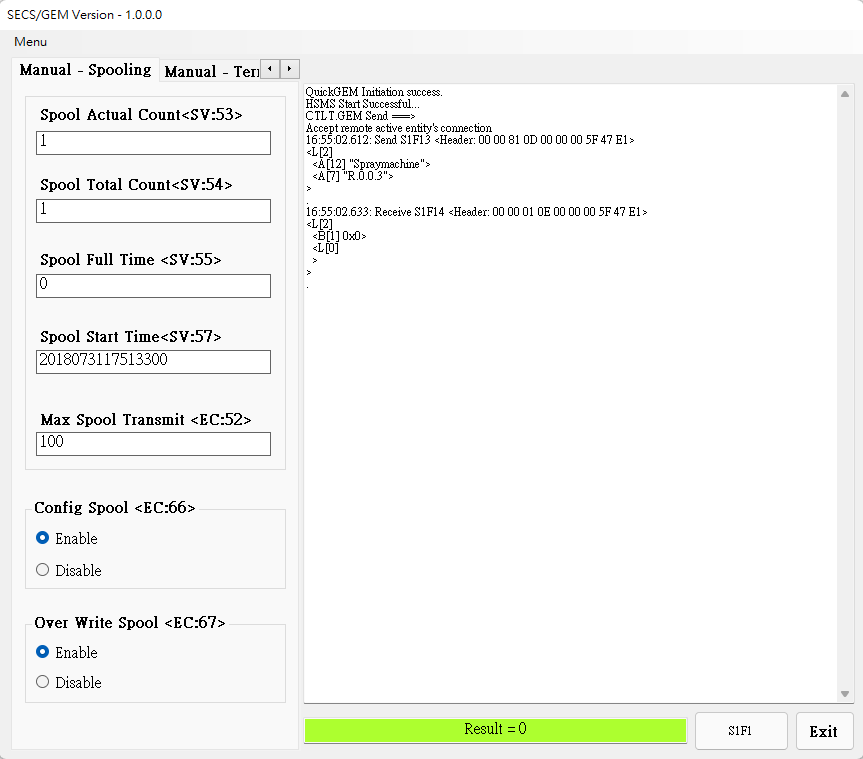 SECS/GEM Version - 1.0.0.0
Menu
Manual - Spooling
Manual - Ter
Spool Actual Count<SV:53>
1
Spool Total Count<SV:54>
1
Spool Full Time <SV:55>
0
Spool Start Time<SV:57>
2018073117513300
Max Spool Transmit <EC:52>
100
Config Spool <EC:66>
Enable
Disable
Over Write Spool <EC:67>
Enable
Disable
QuickGEM Initiation success.
HSMS Start Successful...
CTLT.GEM Send ===>
Accept remote active entity's connection
16:55:02.612: Send S1F13 <Header: 00 00 81 0D 00 00 00 5F 47 E1>
<L[2]
<A[12] "Spraymachine">
<A[7] "R.0.0.3">
>
.
16:55:02.633: Receive S1F14 <Header: 00 00 01 0E 00 00 00 5F 47 E1>
<L[2]
<B[1] 0x0>
<L[0]
>
>
.
Result = 0
S1F1
Exit